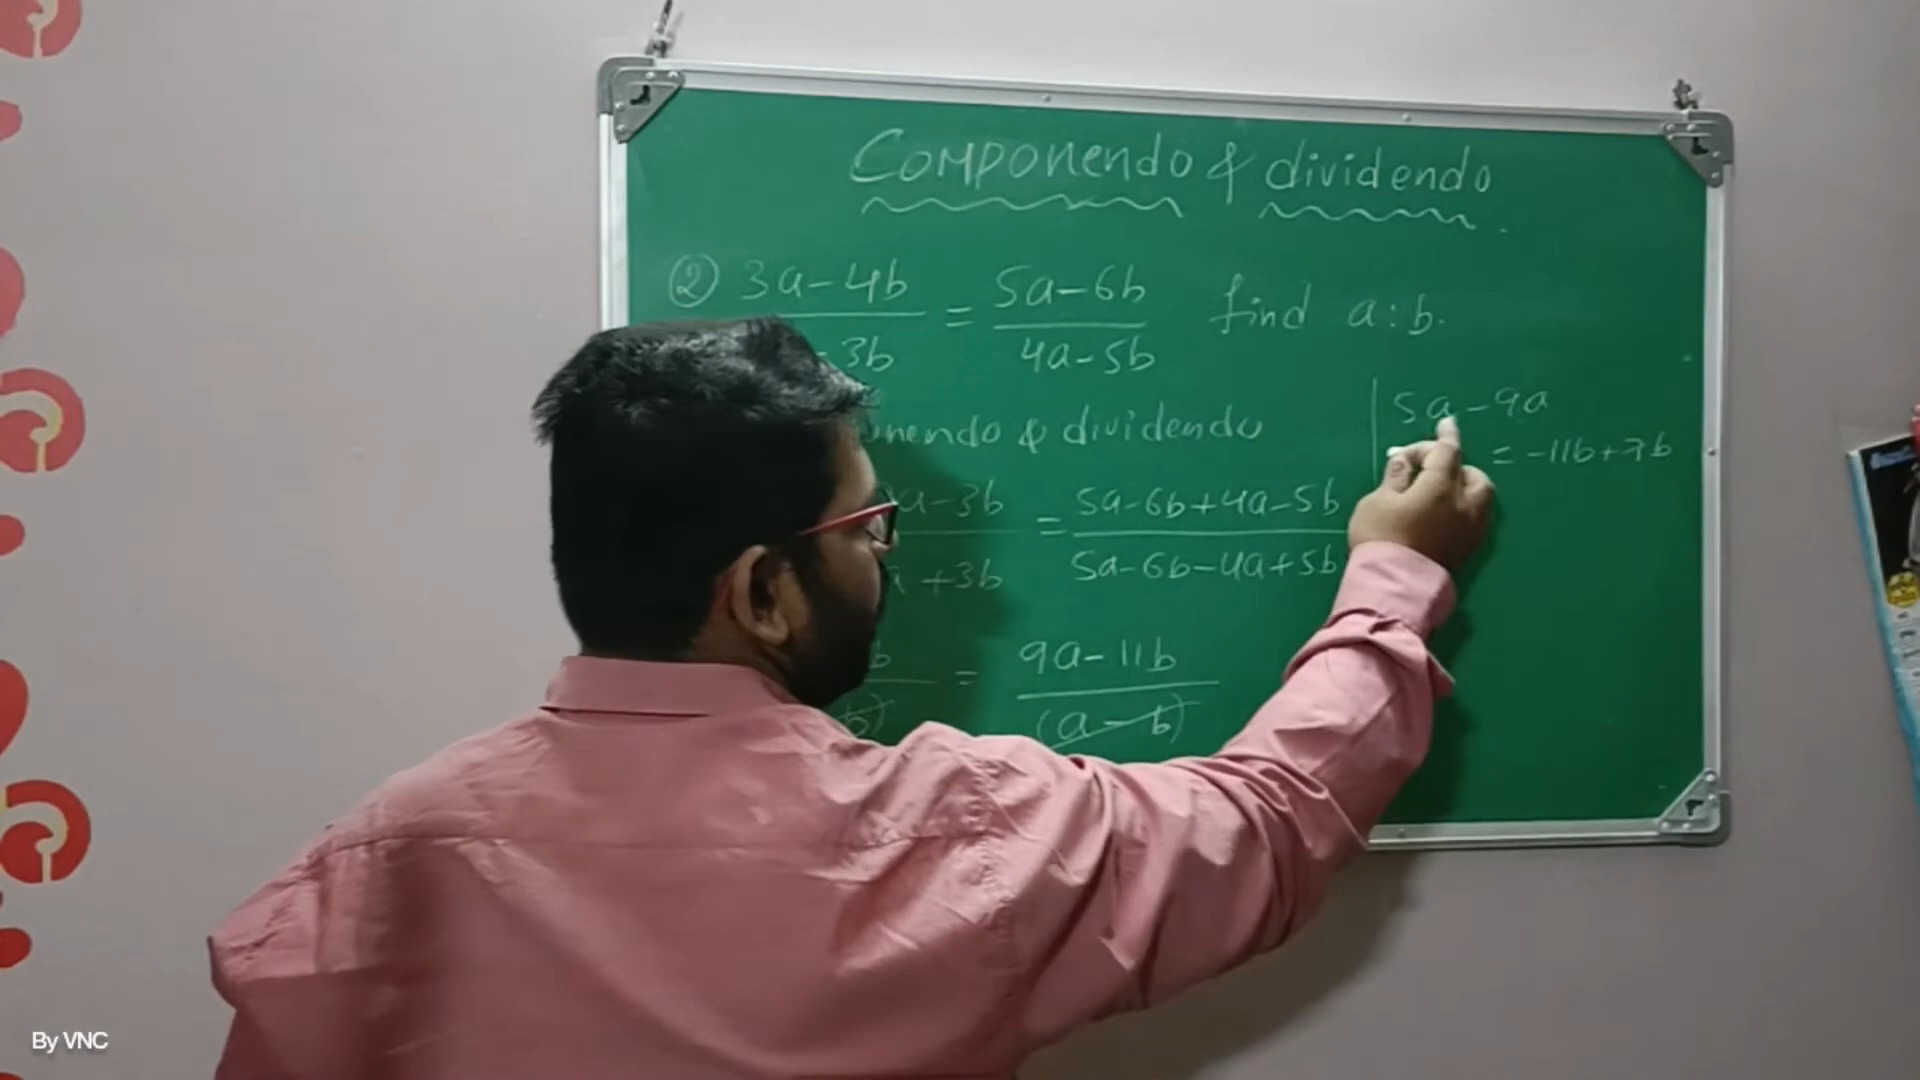 Componendo & dividendo
② 3a-4b = 5a-6b find a:b.
-3b 4a-5b
5a-9a
nendo & dividendo
= -11b+7b
a-3b = 5a-6b+4a-5b
+3b 5a-6b-4a+5b
b = 9a-11b
b) (a-b)
By VNC